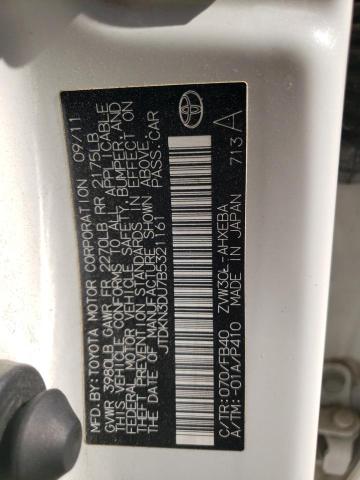 MFD.BY: TOYOTA MOTOR CORPORATION 09/11
GVWR 3980LB GAWR FR 2270LB RR 2175LB
THIS VEHICLE CONFORMS TO ALL APPLICABLE
FEDERAL MOTOR VEHICLE SAFETY, BUMPER, AND
THEFT PREVENTION STANDARDS IN EFFECT ON
THE DATE OF MANUFACTURE SHOWN ABOVE.
JTDKN3DU7B5321161 PASS.CAR
C/TR: 070/FB40 ZVW30L-AHXEBA
A/TM: -01A/P410 MADE IN JAPAN 713 A